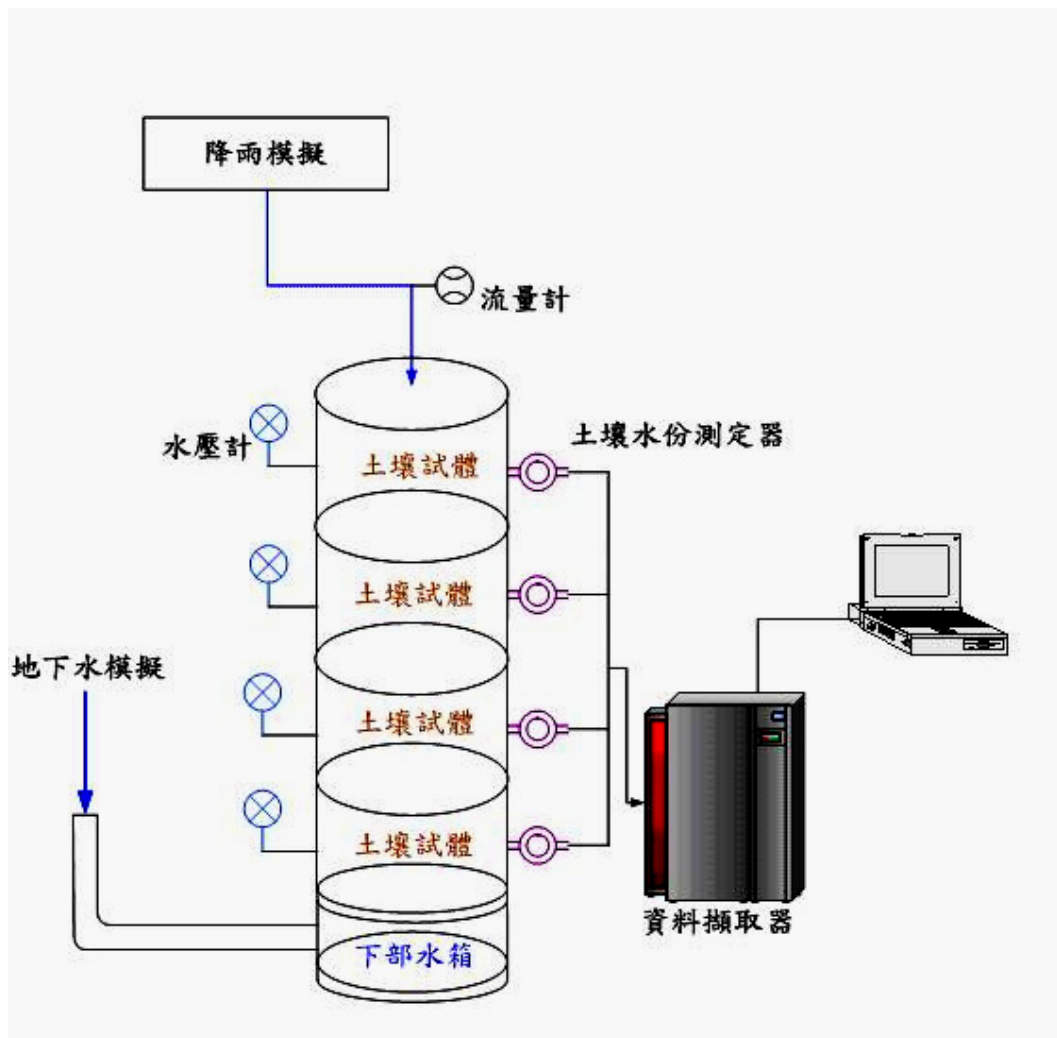 降雨模擬
流量計
水壓計
土壤試體
土壤水份測定器
土壤試體
地下水模擬
土壤試體
土壤試體
資料擷取器
下部水箱